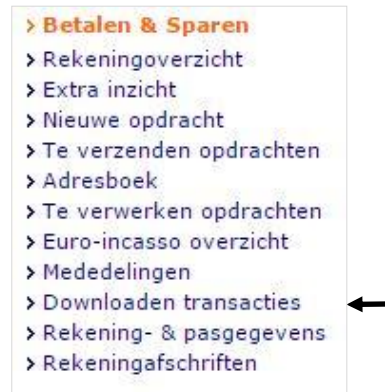 > Betalen & Sparen
> Rekeningoverzicht
> Extra inzicht
> Nieuwe opdracht
> Te verzenden opdrachten
> Adresboek
> Te verwerken opdrachten
> Euro-incasso overzicht
> Mededelingen
> Downloaden transacties
> Rekening- & pasgegevens
> Rekeningafschriften